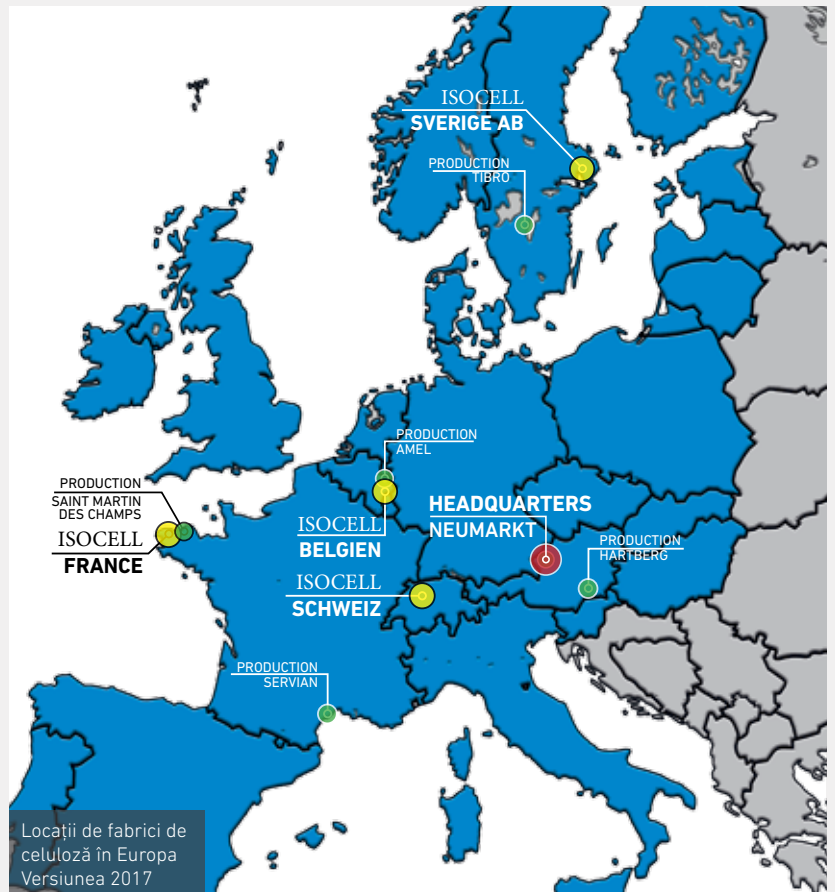 ISOCELL
SVERIGE AB
PRODUCTION
TIBRO
PRODUCTION
AMEL
PRODUCTION
SAINT MARTIN
DES CHAMPS
ISOCELL
FRANCE
ISOCELL
BELGIEN
HEADQUARTERS
NEUMARKT
PRODUCTION
HARTBERG
ISOCELL
SCHWEIZ
PRODUCTION
SERVIAN
Locații de fabrici de
celuloză în Europa
Versiunea 2017